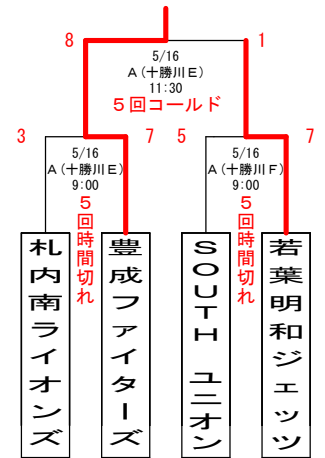 8
1
5/16
A(十勝川E)
11:30
5回コールド
3
7
5
7
5/16
A(十勝川E)
9:00
5回時間切れ
5/16
A(十勝川F)
9:00
5回時間切れ
札内南ライオンズ
豊成ファイターズ
SOUTH ユニオン
若葉明和ジェッツ